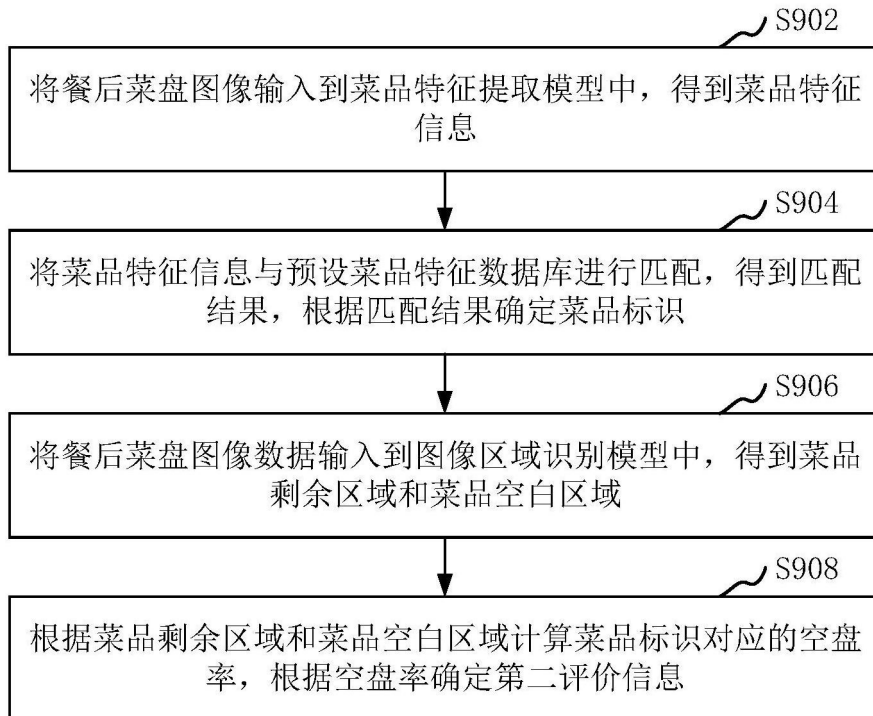 S902
将餐后菜盘图像输入到菜品特征提取模型中，得到菜品特征
信息
S904
将菜品特征信息与预设菜品特征数据库进行匹配，得到匹配
结果，根据匹配结果确定菜品标识
S906
将餐后菜盘图像数据输入到图像区域识别模型中，得到菜品
剩余区域和菜品空白区域
S908
根据菜品剩余区域和菜品空白区域计算菜品标识对应的空盘
率，根据空盘率确定第二评价信息